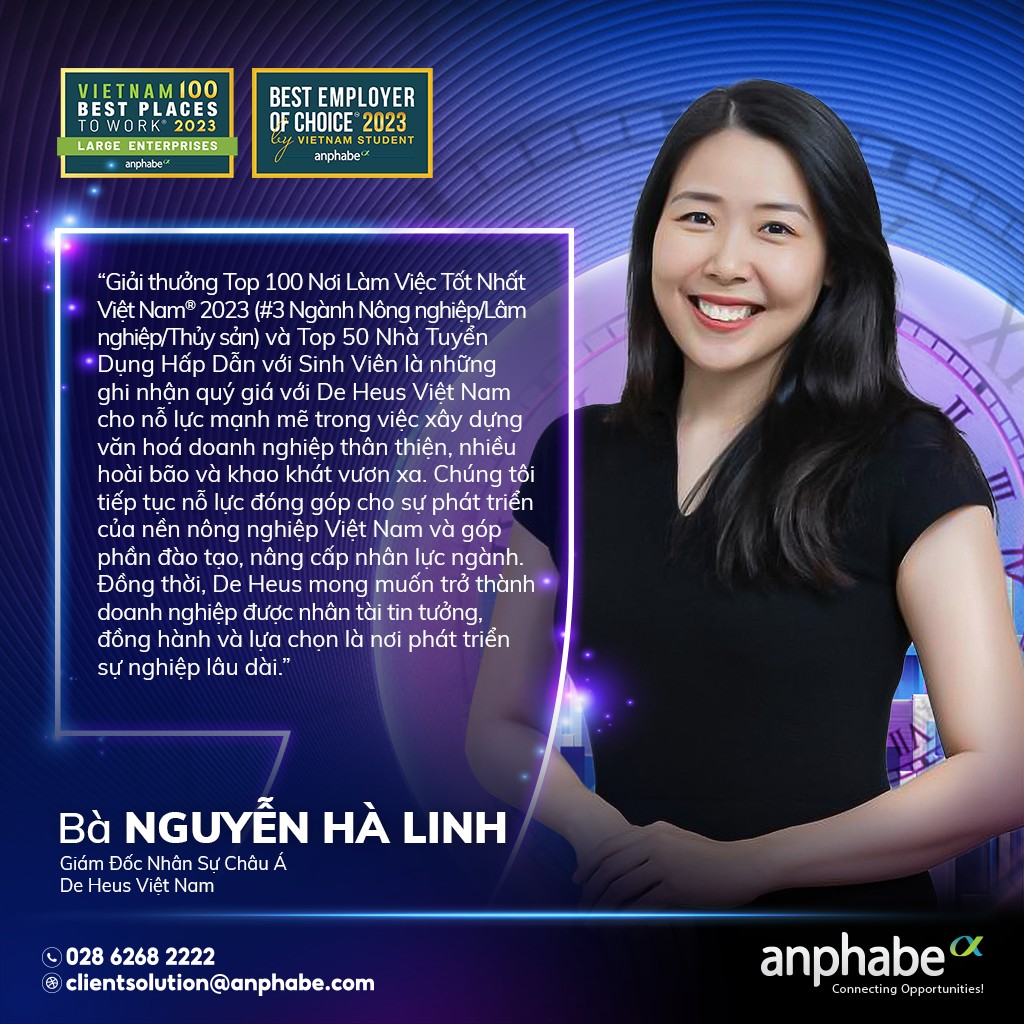 VIETNAM 100
BEST PLACES
TO WORK® 2023
LARGE ENTERPRISES
anphabe
BEST EMPLOYER
OF CHOICE 2023
by VIETNAM STUDENT
anphabe
“Giải thưởng Top 100 Nơi Làm Việc Tốt Nhất
Việt Nam® 2023 (#3 Ngành Nông nghiệp/Lâm
nghiệp/Thủy sản) và Top 50 Nhà Tuyển
Dụng Hấp Dẫn với Sinh Viên là những
ghi nhận quý giá với De Heus Việt Nam
cho nỗ lực mạnh mẽ trong việc xây dựng
văn hoá doanh nghiệp thân thiện, nhiều
hoài bão và khao khát vươn xa. Chúng tôi
tiếp tục nỗ lực đóng góp cho sự phát triển
của nền nông nghiệp Việt Nam và góp
phần đào tạo, nâng cấp nhân lực ngành.
Đồng thời, De Heus mong muốn trở thành
doanh nghiệp được nhân tài tin tưởng,
đồng hành và lựa chọn là nơi phát triển
sự nghiệp lâu dài.”
Bà NGUYỄN HÀ LINH
Giám Đốc Nhân Sự Châu Á
De Heus Việt Nam
028 6268 2222
clientsolution@anphabe.com
anphabe
Connecting Opportunities!